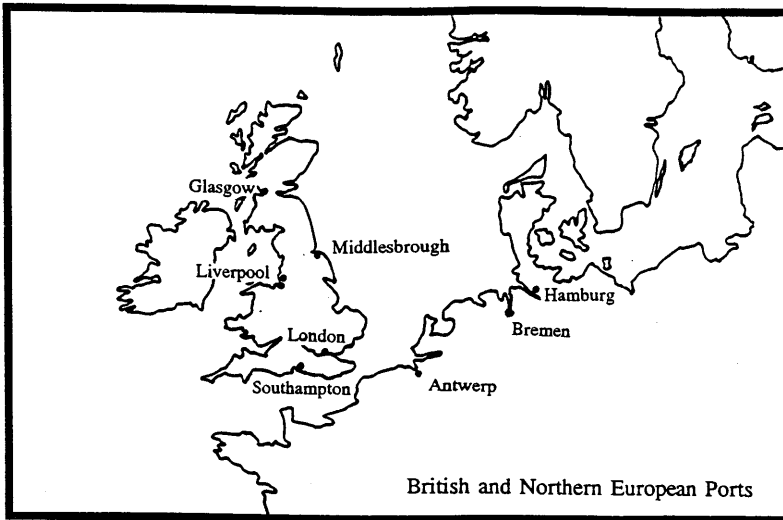 Glasgow
Middlesbrough
Liverpool
Hamburg
Bremen
London
Southampton
Antwerp
British and Northern European Ports